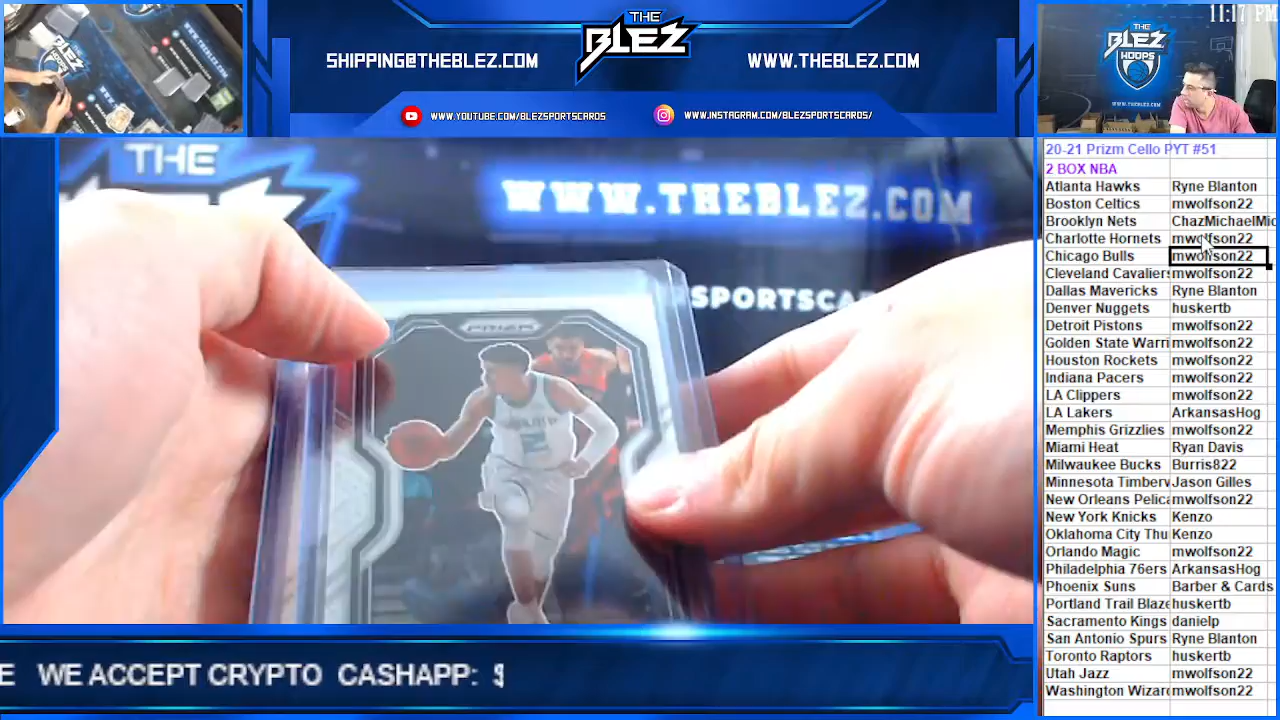 THE
BLEZ
SHIPPING@THEBLEZ.COM
WWW.THEBLEZ.COM
WWW.YOUTUBE.COM/BLEZSPORTSCARDS
WWW.INSTAGRAM.COM/BLEZSPORTSCARDS/
11:17 PM
THE
BLEZ
HOOPS
WWW.THEBLEZ.COM
THE
WWW.THEBLEZ.COM
SPORTSCA
PRIZM
2
20-21 Prizm Cello PYT #51
2 BOX NBA
Atlanta Hawks Ryne Blanton
Boston Celtics mwolfson22
Brooklyn Nets ChazMichaelMic
Charlotte Hornets mwolfson22
Chicago Bulls mwolfson22
Cleveland Cavaliers mwolfson22
Dallas Mavericks Ryne Blanton
Denver Nuggets huskertb
Detroit Pistons mwolfson22
Golden State Warri mwolfson22
Houston Rockets mwolfson22
Indiana Pacers mwolfson22
LA Clippers mwolfson22
LA Lakers ArkansasHog
Memphis Grizzlies mwolfson22
Miami Heat Ryan Davis
Milwaukee Bucks Burris822
Minnesota Timberv Jason Gilles
New Orleans Pelica mwolfson22
New York Knicks Kenzo
Oklahoma City Thu Kenzo
Orlando Magic mwolfson22
Philadelphia 76ers ArkansasHog
Phoenix Suns Barber & Cards
Portland Trail Blaze huskertb
Sacramento Kings danielp
San Antonio Spurs Ryne Blanton
Toronto Raptors huskertb
Utah Jazz mwolfson22
Washington Wizard mwolfson22
E WE ACCEPT CRYPTO CASHAPP: $